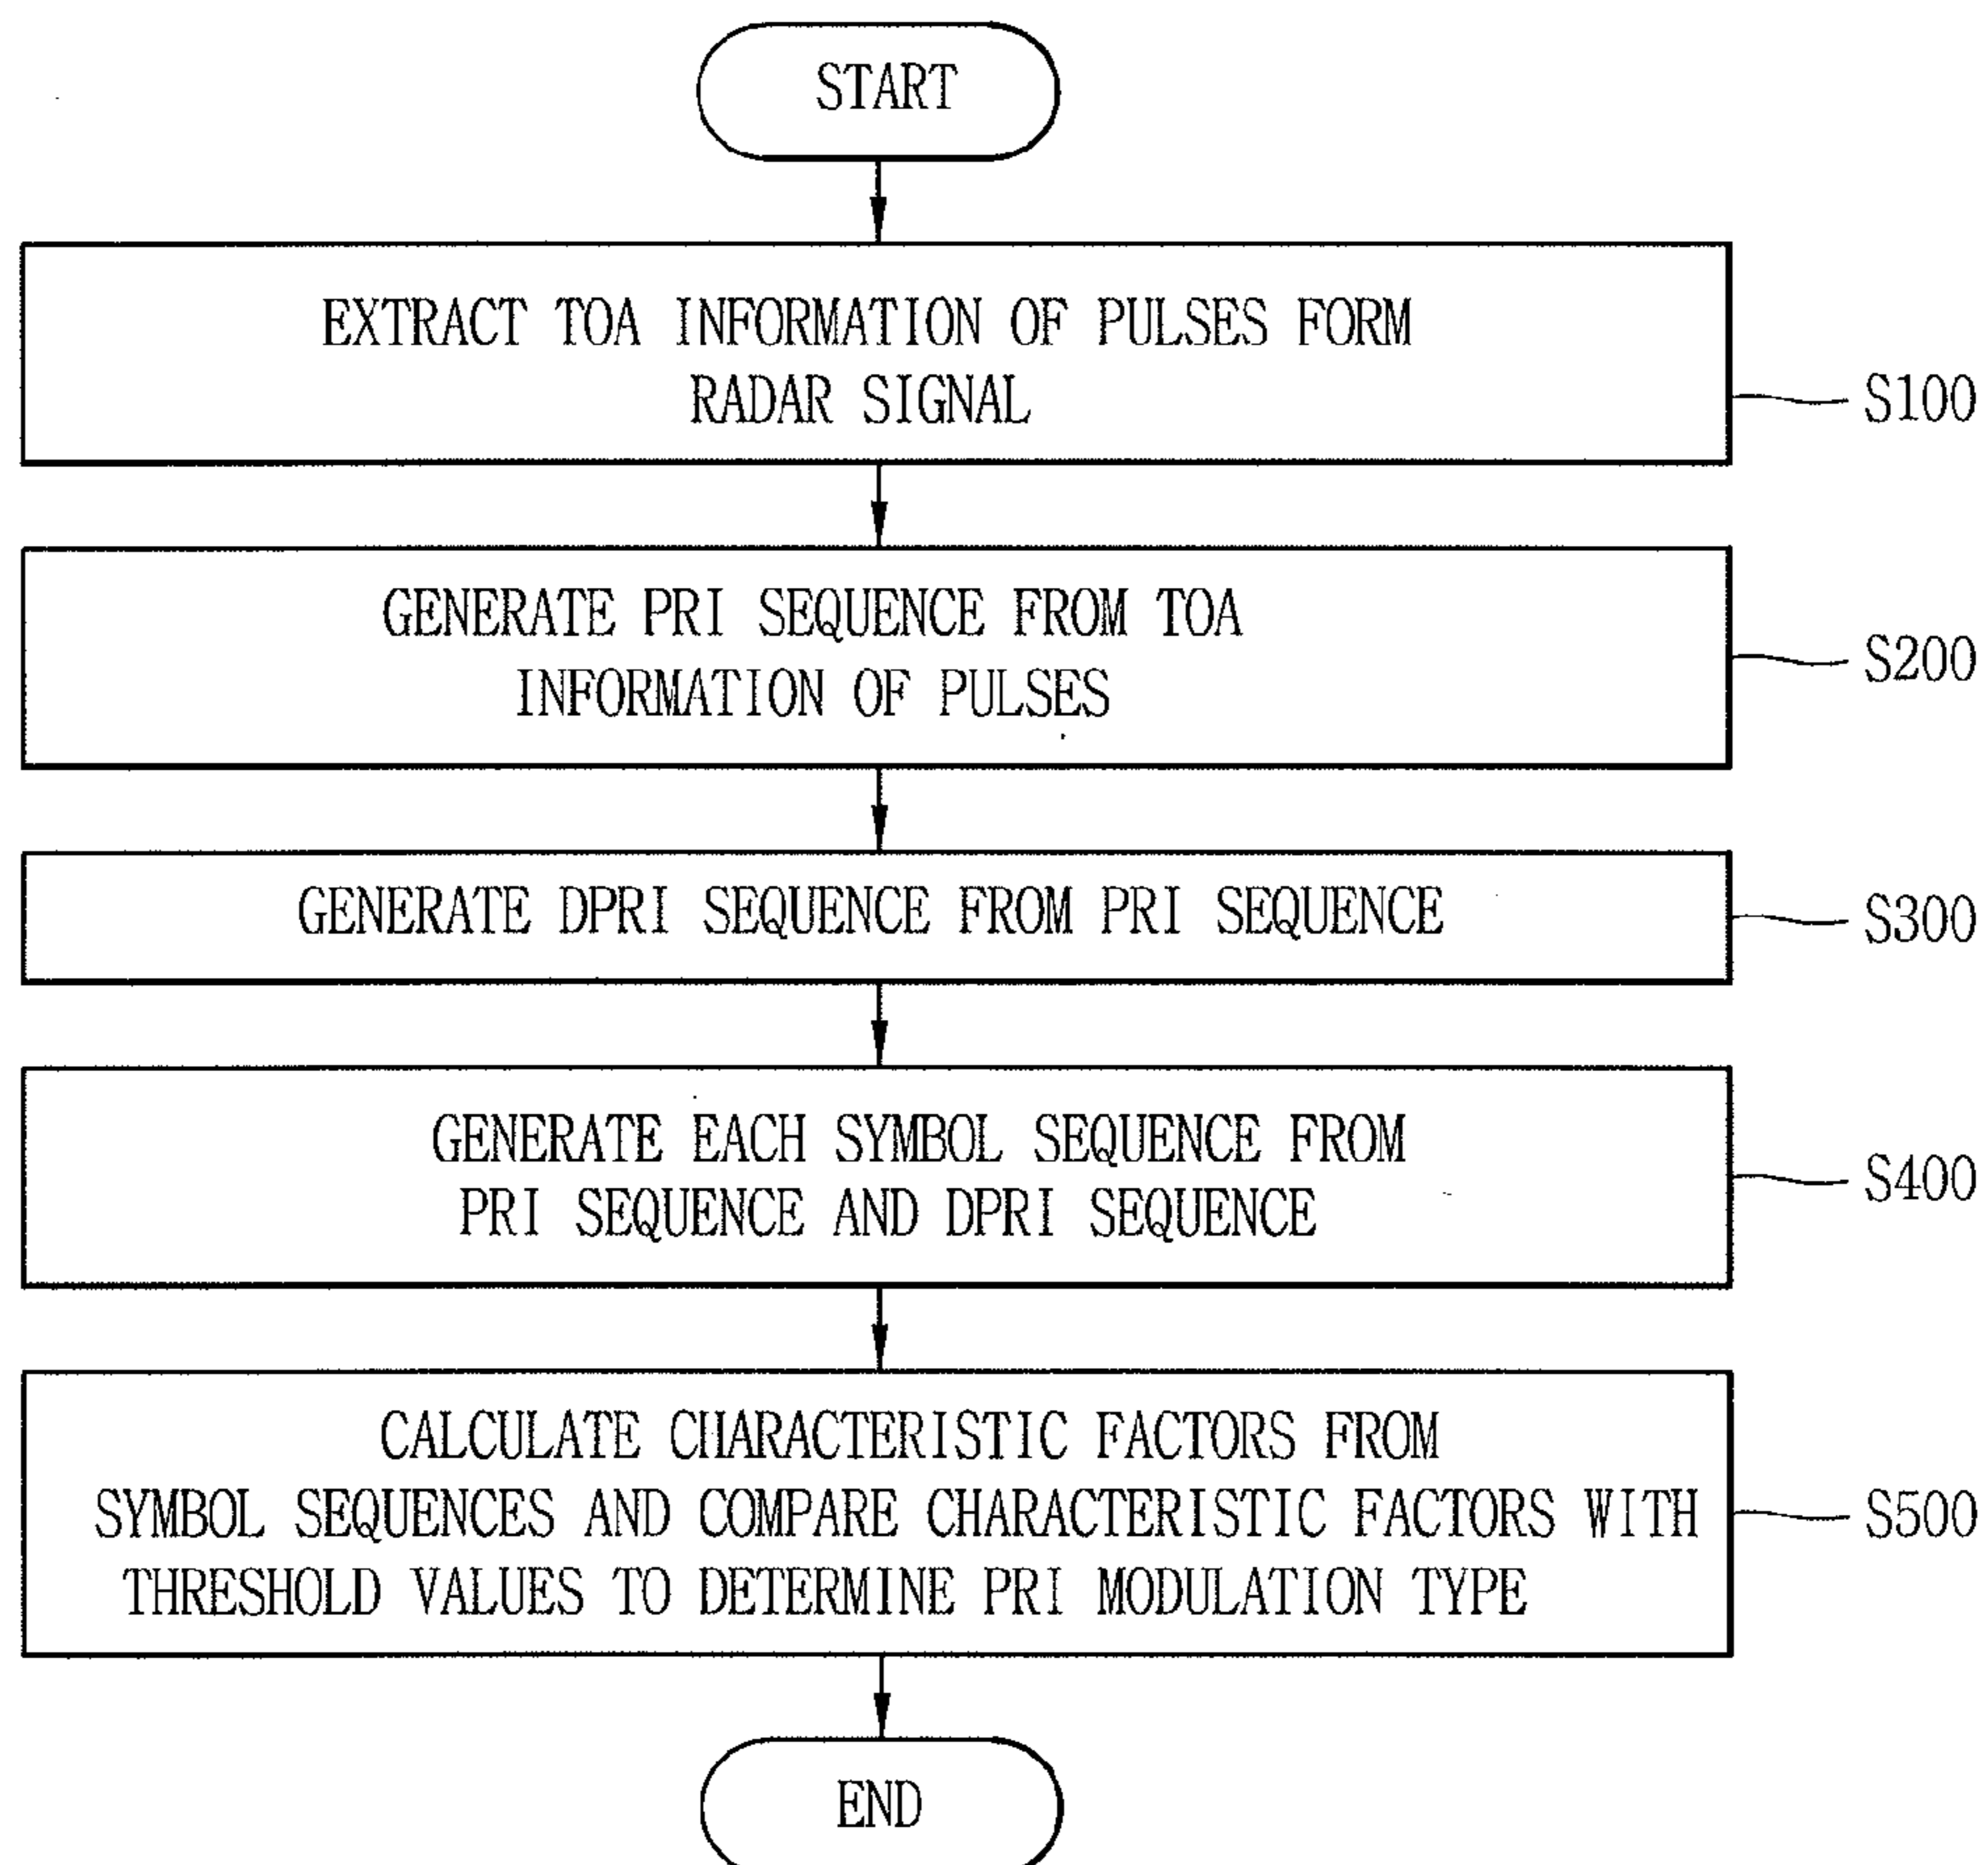 START
EXTRACT TOA INFORMATION OF PULSES FORM
RADAR SIGNAL
S100
GENERATE PRI SEQUENCE FROM TOA
INFORMATION OF PULSES
S200
GENERATE DPRI SEQUENCE FROM PRI SEQUENCE
S300
GENERATE EACH SYMBOL SEQUENCE FROM
PRI SEQUENCE AND DPRI SEQUENCE
S400
CALCULATE CHARACTERISTIC FACTORS FROM
SYMBOL SEQUENCES AND COMPARE CHARACTERISTIC FACTORS WITH
THRESHOLD VALUES TO DETERMINE PRI MODULATION TYPE
S500
END